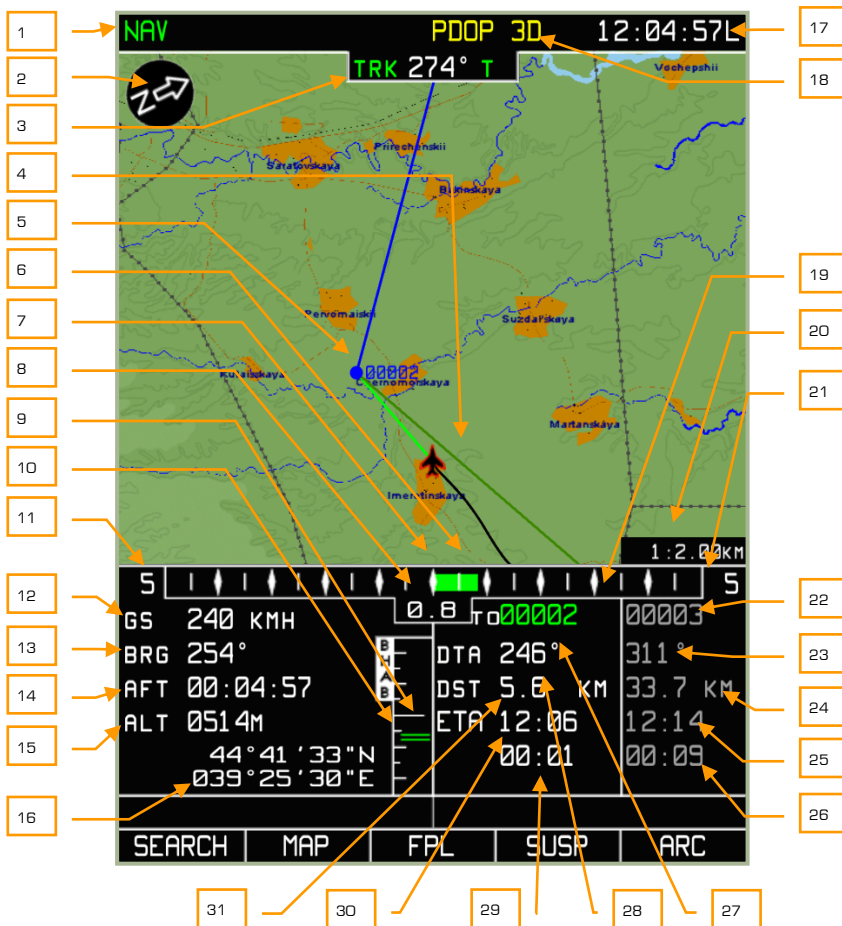 1
2
3
4
5
6
7
8
9
10
11
12
13
14
15
16
NAV PDOP 3D 12:04:57L
TRK 274° T
N
Vochepshii
Prirechenskii
Saratovskaya
Bakinskaya
Pervomaiskii
Suzdal'skaya
Kutaisskaya
00002
Chernomorskaya
Martanskaya
Imeretinskaya
1:2.00KM
5 5
0.8
GS 240 KMH
BRG 254°
AFT 00:04:57
ALT 0514M
44°41'33"N
039°25'30"E
TO 00002 00003
DTA 246° 311°
DST 5.6 KM 33.7 KM
ETA 12:06 12:14
00:01 00:09
SEARCH MAP FPL SUSP ARC
17
18
19
20
21
22
23
24
25
26
31 30 29 28 27